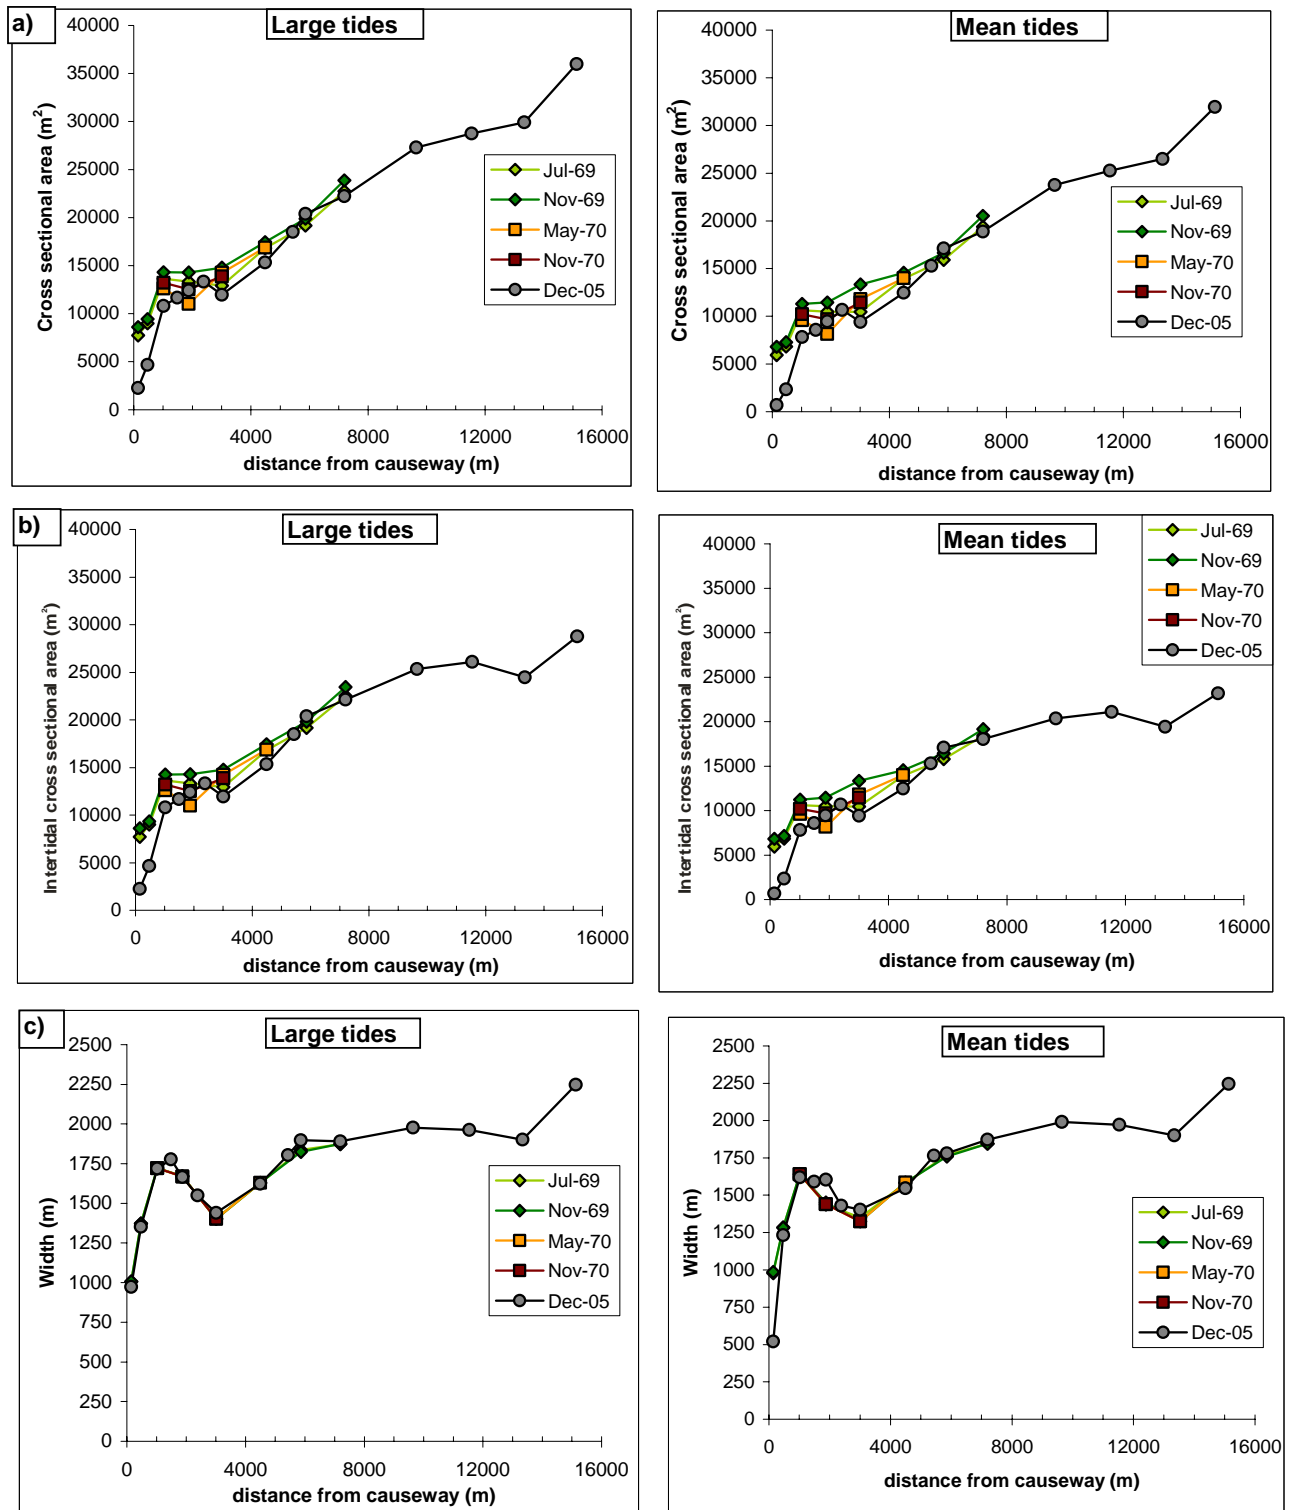 a)
Large tides
Cross sectional area (m²)
40000
35000
30000
25000
20000
15000
10000
5000
0
0 4000 8000 12000 16000
distance from causeway (m)
Jul-69
Nov-69
May-70
Nov-70
Dec-05
Mean tides
Cross sectional area (m²)
40000
35000
30000
25000
20000
15000
10000
5000
0
0 4000 8000 12000 16000
distance from causeway (m)
Jul-69
Nov-69
May-70
Nov-70
Dec-05
b)
Large tides
Intertidal cross sectional area (m²)
40000
35000
30000
25000
20000
15000
10000
5000
0
0 4000 8000 12000 16000
distance from causeway (m)
Mean tides
Intertidal cross sectional area (m²)
40000
35000
30000
25000
20000
15000
10000
5000
0
0 4000 8000 12000 16000
distance from causeway (m)
Jul-69
Nov-69
May-70
Nov-70
Dec-05
c)
Large tides
Width (m)
2500
2250
2000
1750
1500
1250
1000
750
500
250
0
0 4000 8000 12000 16000
distance from causeway (m)
Jul-69
Nov-69
May-70
Nov-70
Dec-05
Mean tides
Width (m)
2500
2250
2000
1750
1500
1250
1000
750
500
250
0
0 4000 8000 12000 16000
distance from causeway (m)
Jul-69
Nov-69
May-70
Nov-70
Dec-05